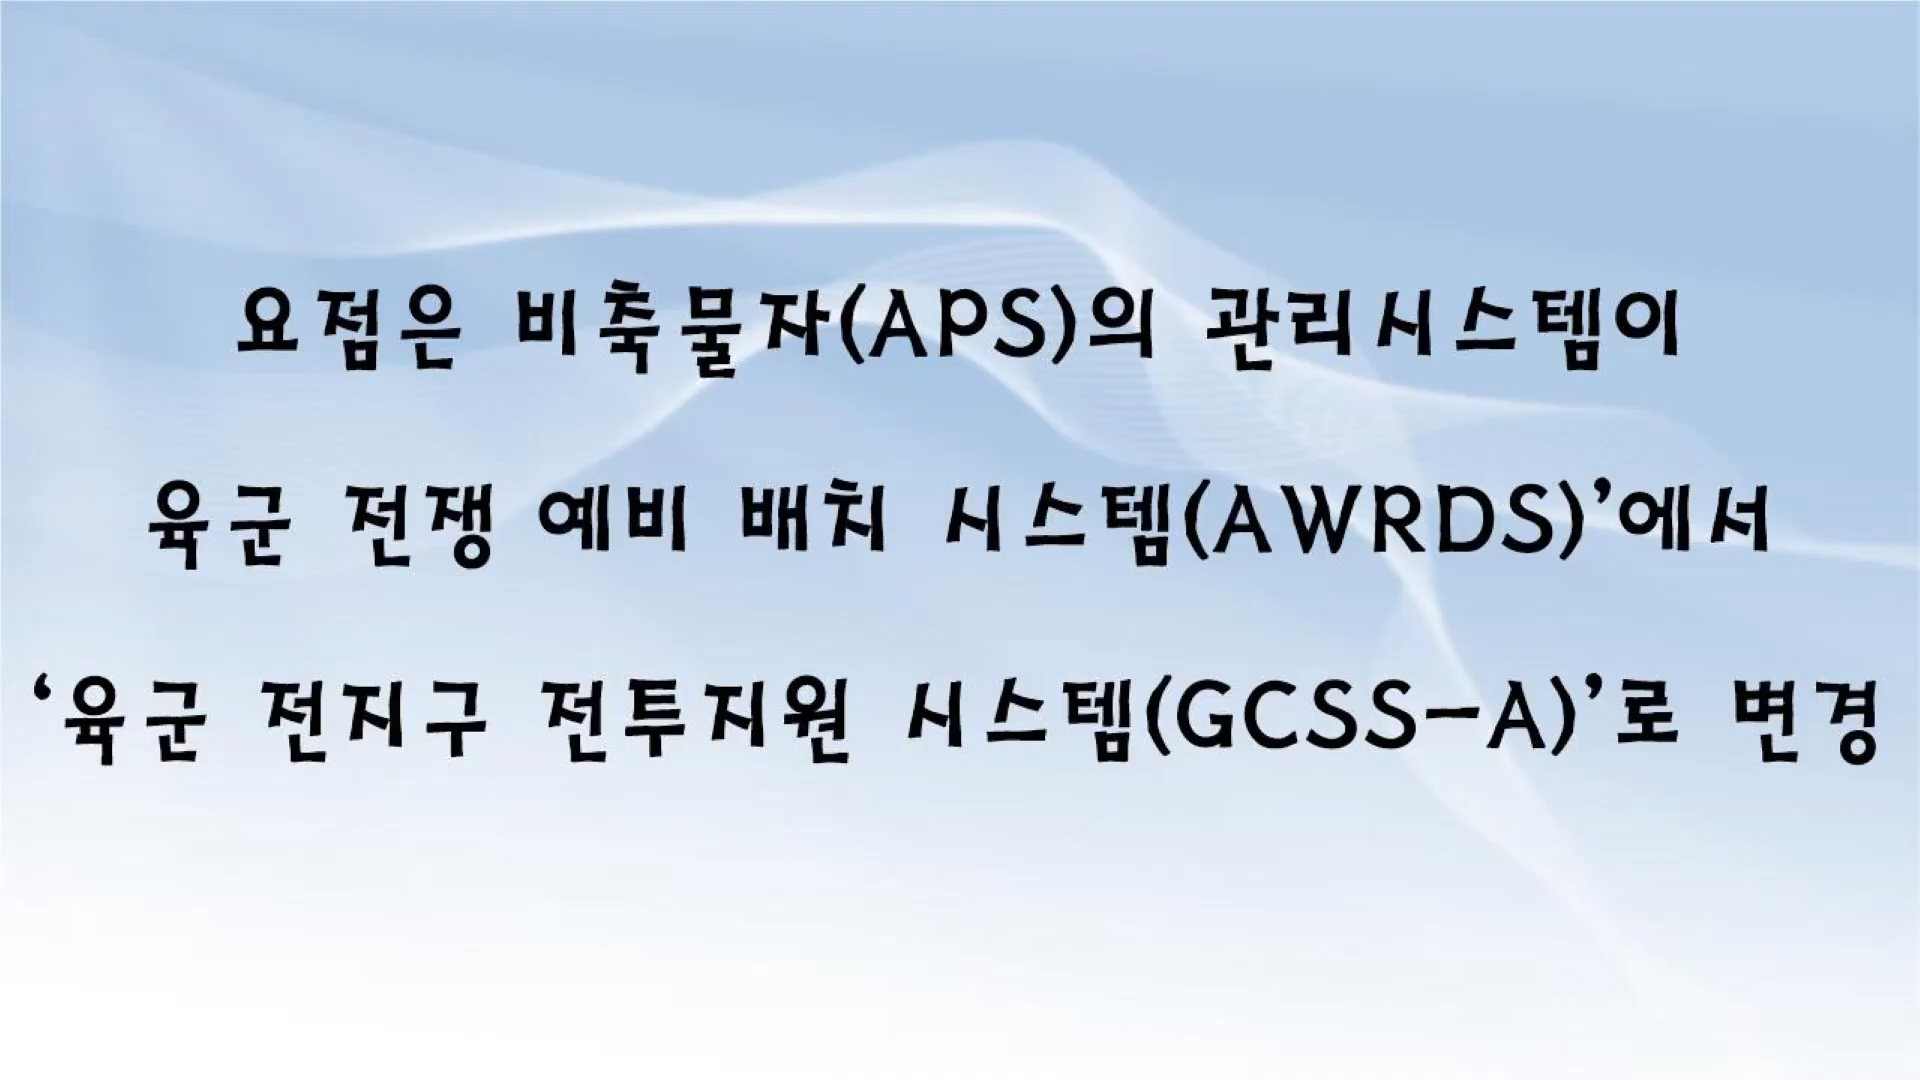 요점은 비축물자(APS)의 관리시스템이
육군 전쟁 예비 배치 시스템(AWRDS)’에서
‘육군 전지구 전투지원 시스템(GCSS-A)’로 변경